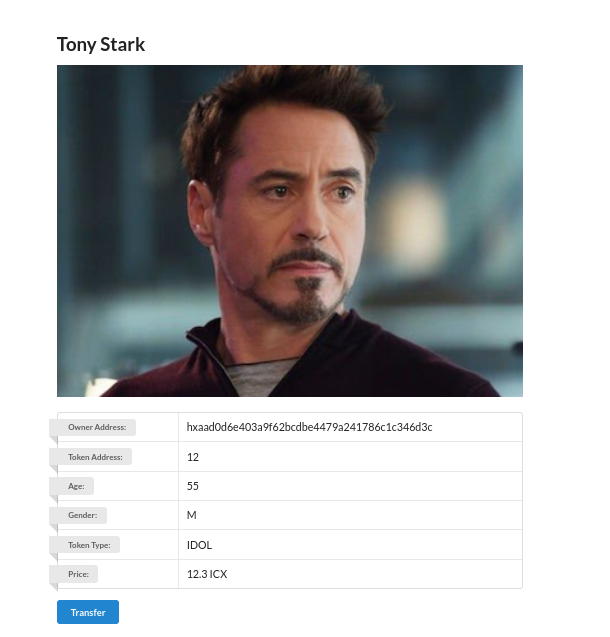 Tony Stark
Owner Address: hxaad0d6e403a9f62bcdbe4479a241786c1c346d3c
Token Address: 12
Age: 55
Gender: M
Token Type: IDOL
Price: 12.3 ICX
Transfer